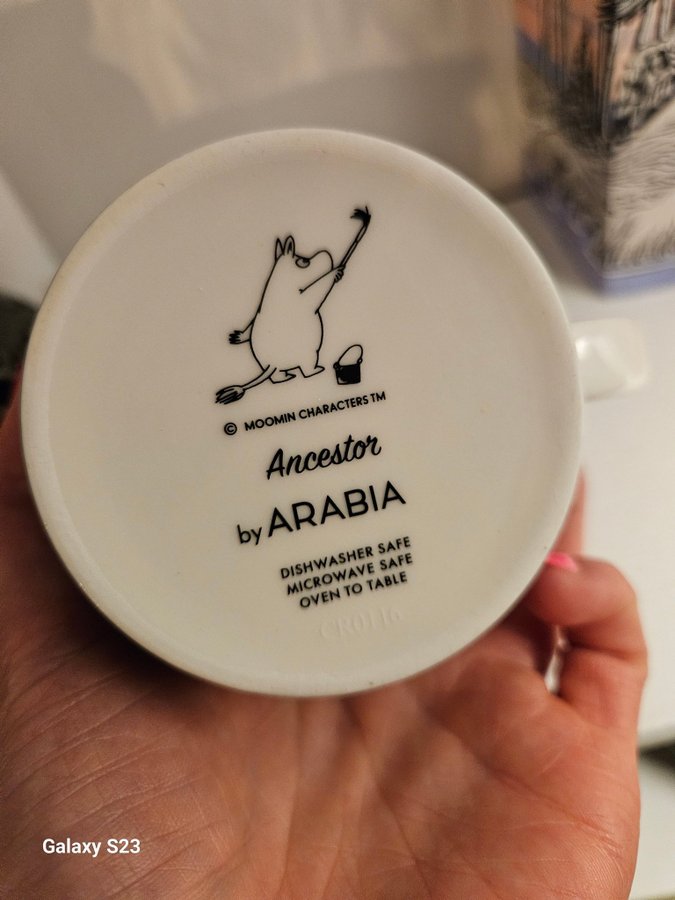 © MOOMIN CHARACTERS TM
Ancestor
by ARABIA
DISHWASHER SAFE
MICROWAVE SAFE
OVEN TO TABLE
Galaxy S23